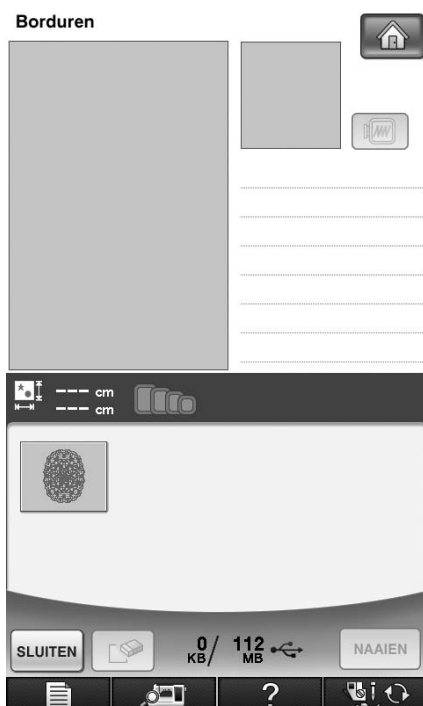 Borduren
--- cm
--- cm
SLUITEN
0 KB / 112 MB
NAAIEN
?